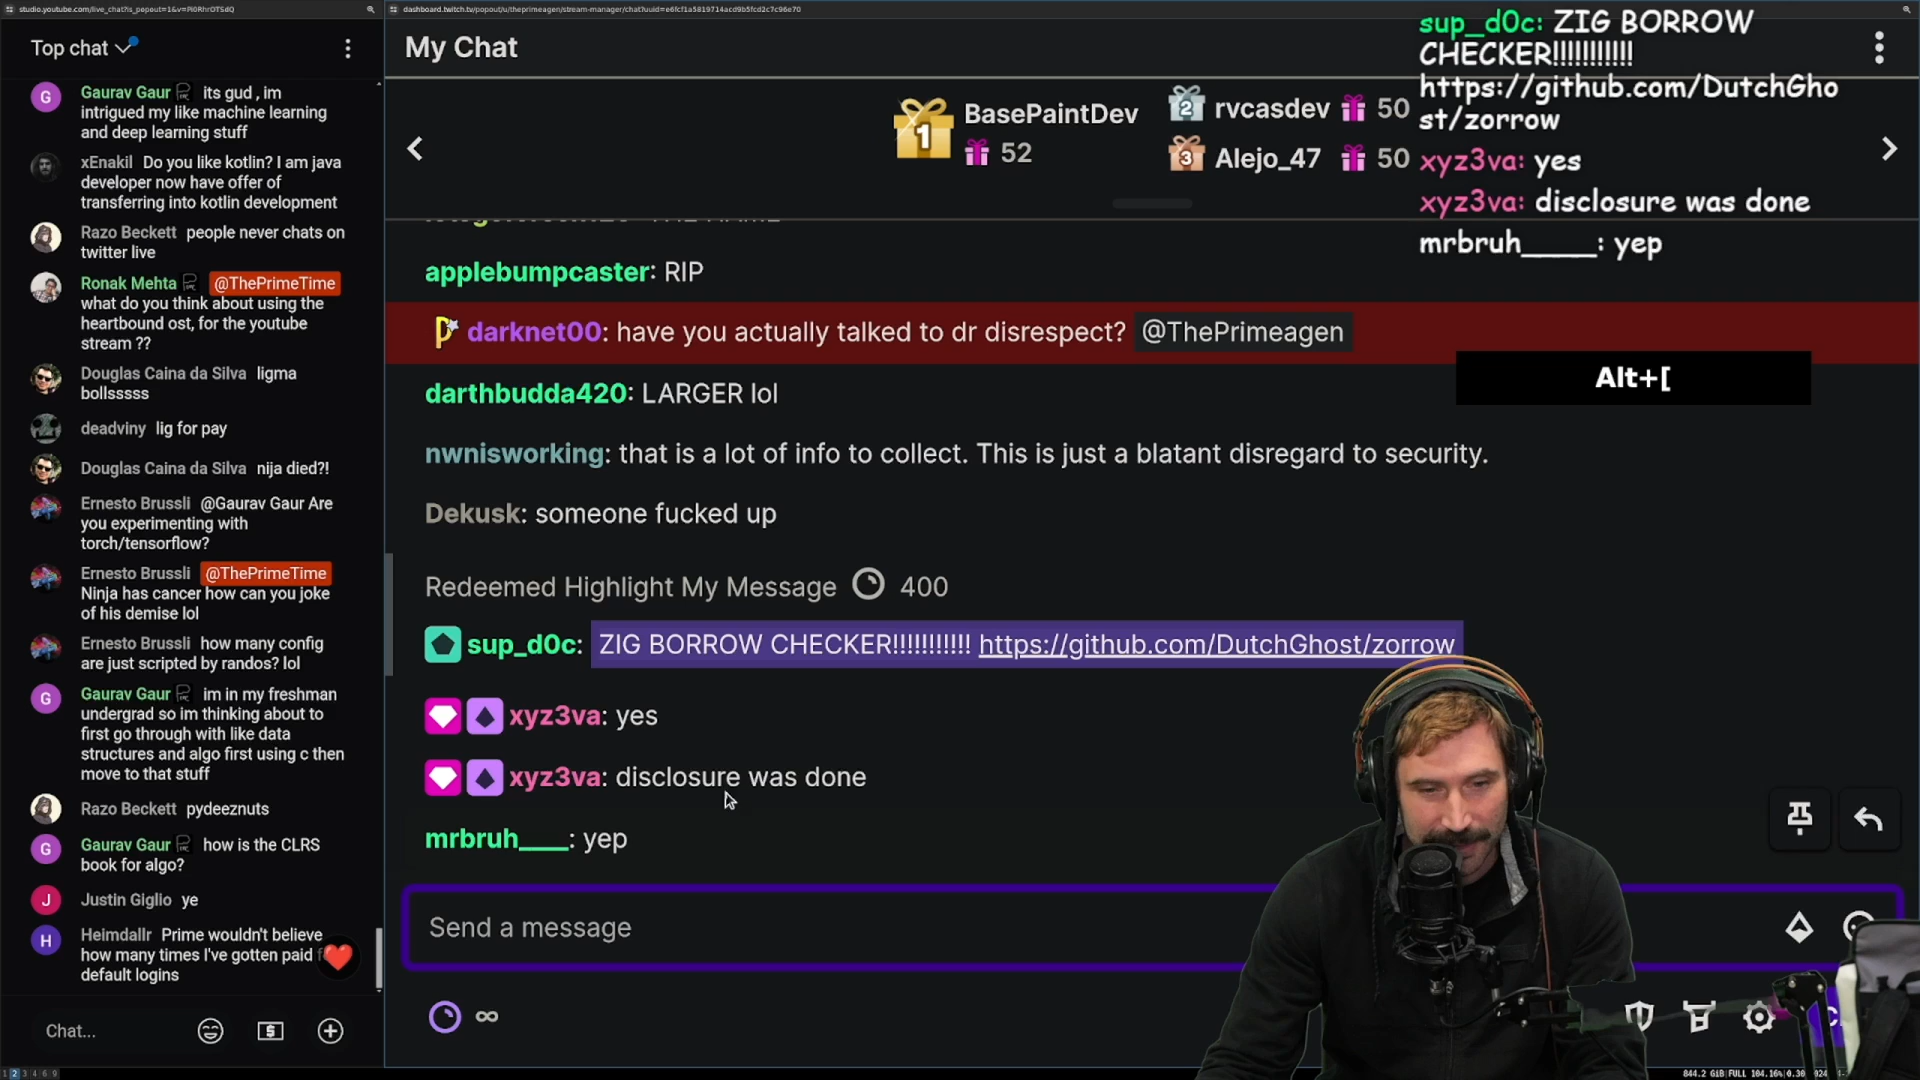 studio.youtube.com/live_chat?is_popout=1&v=Pi0RhrOTSdQ
Top chat
Gaurav Gaur its gud , im
intrigued my like machine learning
and deep learning stuff
xEnakil Do you like kotlin? I am java
developer now have offer of
transferring into kotlin development
Razo Beckett people never chats on
twitter live
Ronak Mehta @ThePrimeTime
what do you think about using the
heartbound ost, for the youtube
stream ??
Douglas Caina da Silva ligma
bollsssss
deadviny lig for pay
Douglas Caina da Silva nija died?!
Ernesto Brussli @Gaurav Gaur Are
you experimenting with
torch/tensorflow?
Ernesto Brussli @ThePrimeTime
Ninja has cancer how can you joke
of his demise lol
Ernesto Brussli how many config
are just scripted by randos? lol
Gaurav Gaur im in my freshman
undergrad so im thinking about to
first go through with like data
structures and algo first using c then
move to that stuff
Razo Beckett pydeeznuts
Gaurav Gaur how is the CLRS
book for algo?
Justin Giglio ye
Heimdallr Prime wouldn't believe
how many times I've gotten paid
default logins
Chat...
My Chat
1 BasePaintDev
52
2 rvcasdev 50
3 Alejo_47 50
applebumpcaster: RIP
darknet00: have you actually talked to dr disrespect? @ThePrimeagen
darthbudda420: LARGER lol
nwnisworking: that is a lot of info to collect. This is just a blatant disregard to security.
Dekusk: someone fucked up
Redeemed Highlight My Message 400
sup_d0c: ZIG BORROW CHECKER!!!!!!!!!!! https://github.com/DutchGhost/zorrow
xyz3va: yes
xyz3va: disclosure was done
mrbruh____: yep
Send a message
∞
sup_d0c: ZIG BORROW
CHECKER!!!!!!!!!!!
https://github.com/DutchGho
st/zorrow
xyz3va: yes
xyz3va: disclosure was done
mrbruh____: yep
Alt+[